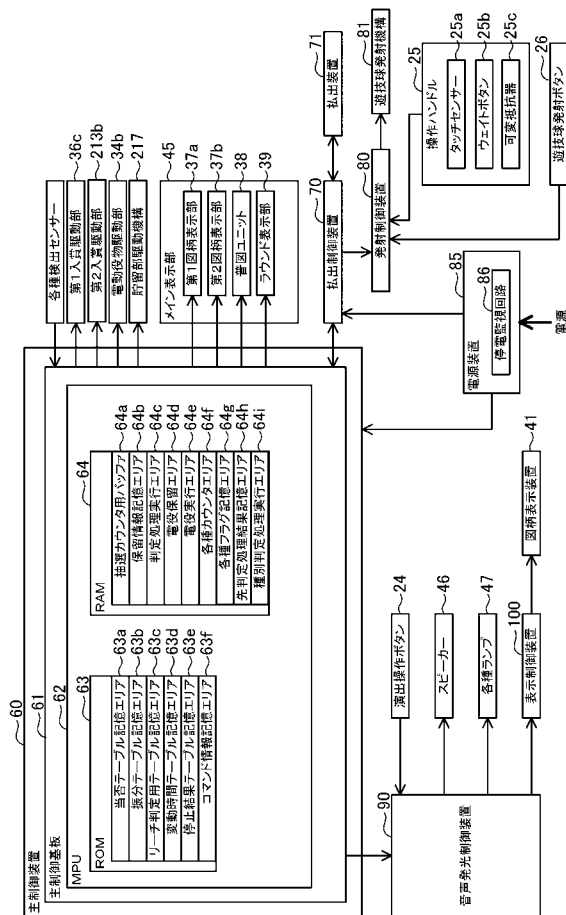 主制御装置
60
主制御基板
61
MPU
62
ROM
63
当否テーブル記憶エリア
63a
振分テーブル記憶エリア
63b
リーチ判定用テーブル記憶エリア
63c
変動時間テーブル記憶エリア
63d
停止結果テーブル記憶エリア
63e
コマンド情報記憶エリア
63f
RAM
64
抽選カウンタ用バッファ
64a
保留情報記憶エリア
64b
判定処理実行エリア
64c
電役保留エリア
64d
電役実行エリア
64e
各種カウンタエリア
64f
各種フラグ記憶エリア
64g
先判定処理結果記憶エリア
64h
種別判定処理実行エリア
64i
各種検出センサー
第1入賞駆動部
36c
第2入賞駆動部
213b
電動役物駆動部
34b
貯留部駆動機構
217
メイン表示部
45
第1図柄表示部
37a
第2図柄表示部
37b
普図ユニット
38
ラウンド表示部
39
払出制御装置
70
払出装置
71
発射制御装置
80
遊技球発射機構
81
操作ハンドル
25
タッチセンサー
25a
ウェイトボタン
25b
可変抵抗器
25c
遊技球発射ボタン
26
電源装置
85
停電監視回路
86
電源
音声発光制御装置
90
演出操作ボタン
24
スピーカー
46
各種ランプ
47
表示制御装置
100
図柄表示装置
41